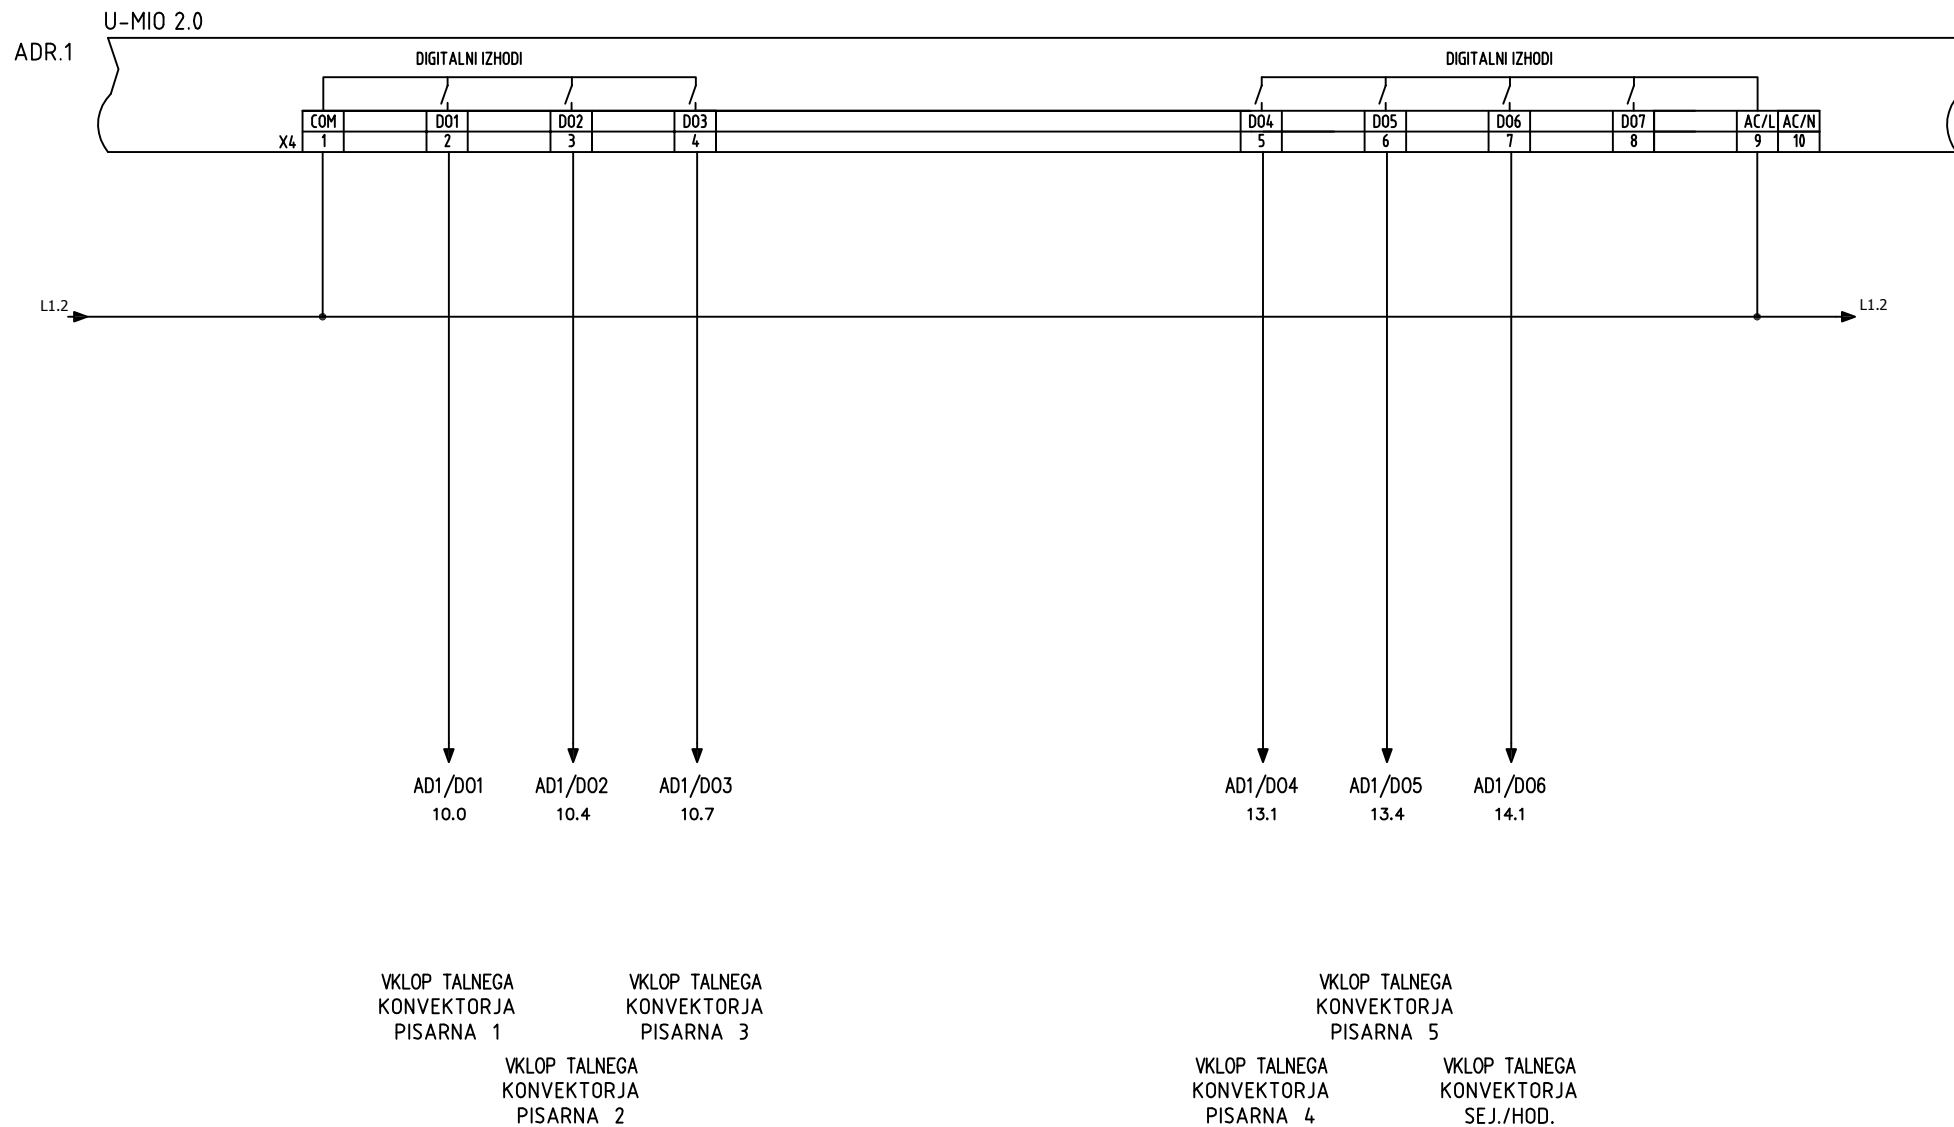 U-MIO 2.0
ADR.1
DIGITALNI IZHODI
DIGITALNI IZHODI
COM DO1 DO2 DO3 DO4 DO5 DO6 DO7 AC/L AC/N
X4 1 2 3 4 5 6 7 8 9 10
L1.2 L1.2
AD1/DO1 AD1/DO2 AD1/DO3 AD1/DO4 AD1/DO5 AD1/DO6
10.0 10.4 10.7 13.1 13.4 14.1
VKLOP TALNEGA
KONVEKTORJA
PISARNA 1
VKLOP TALNEGA
KONVEKTORJA
PISARNA 2
VKLOP TALNEGA
KONVEKTORJA
PISARNA 3
VKLOP TALNEGA
KONVEKTORJA
PISARNA 4
VKLOP TALNEGA
KONVEKTORJA
PISARNA 5
VKLOP TALNEGA
KONVEKTORJA
SEJ./HOD.